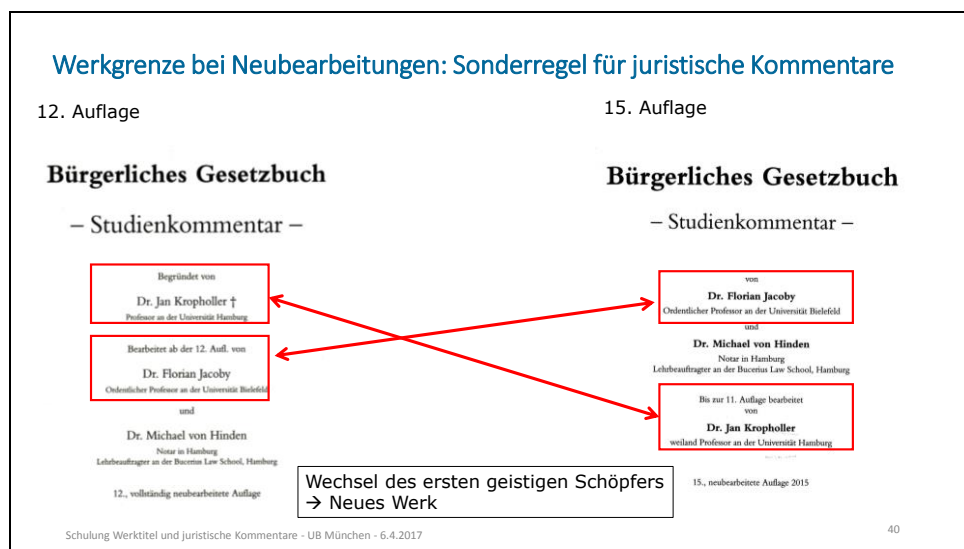 Werkgrenze bei Neubearbeitungen: Sonderregel für juristische Kommentare
12. Auflage
Bürgerliches Gesetzbuch
– Studienkommentar –
Begründet von
Dr. Jan Kropholler †
Professor an der Universität Hamburg
Bearbeitet ab der 12. Aufl. von
Dr. Florian Jacoby
Ordentlicher Professor an der Universität Bielefeld
und
Dr. Michael von Hinden
Notar in Hamburg
Lehrbeauftragter an der Bucerius Law School, Hamburg
12., vollständig neubearbeitete Auflage
15. Auflage
Bürgerliches Gesetzbuch
– Studienkommentar –
von
Dr. Florian Jacoby
Ordentlicher Professor an der Universität Bielefeld
und
Dr. Michael von Hinden
Notar in Hamburg
Lehrbeauftragter an der Bucerius Law School, Hamburg
Bis zur 11. Auflage bearbeitet
von
Dr. Jan Kropholler
weiland Professor an der Universität Hamburg
15., neubearbeitete Auflage 2015
Wechsel des ersten geistigen Schöpfers
→ Neues Werk
Schulung Werktitel und juristische Kommentare - UB München - 6.4.2017
40